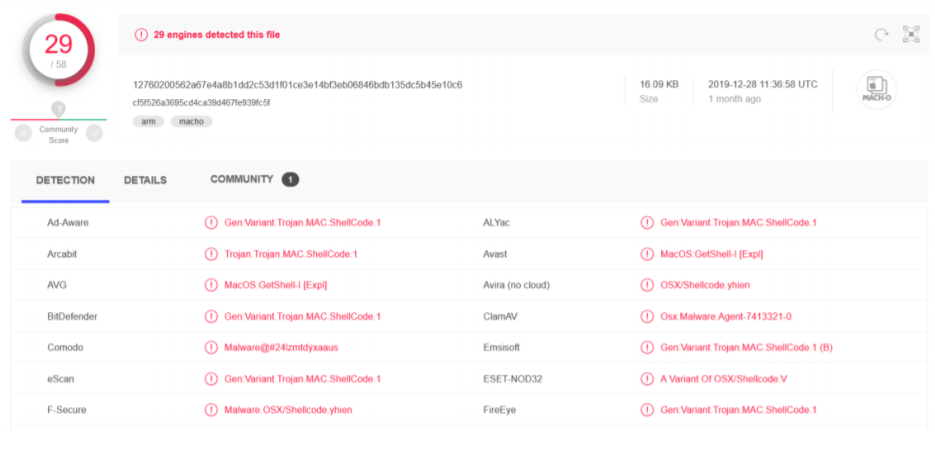 29
/ 58
?
Community
Score
29 engines detected this file
12760200562a67e4a8b1dd2c53d1f01ce3e14bf3eb06846bdb135dc5b45e10c6
cf5f526a3695cd4ca39d467fe939fc5f
arm macho
16.09 KB
Size
2019-12-28 11:36:58 UTC
1 month ago
MACH-O
DETECTION DETAILS COMMUNITY 1
Ad-Aware Gen:Variant.Trojan.MAC.ShellCode.1 ALYac Gen:Variant.Trojan.MAC.ShellCode.1
Arcabit Trojan.Trojan.MAC.ShellCode.1 Avast MacOS:GetShell-I [Expl]
AVG MacOS:GetShell-I [Expl] Avira (no cloud) OSX/Shellcode.yhien
BitDefender Gen:Variant.Trojan.MAC.ShellCode.1 ClamAV Osx.Malware.Agent-7413321-0
Comodo Malware@#24lzmtdyxaaus Emsisoft Gen:Variant.Trojan.MAC.ShellCode.1 (B)
eScan Gen:Variant.Trojan.MAC.ShellCode.1 ESET-NOD32 A Variant Of OSX/Shellcode.V
F-Secure Malware.OSX/Shellcode.yhien FireEye Gen:Variant.Trojan.MAC.ShellCode.1